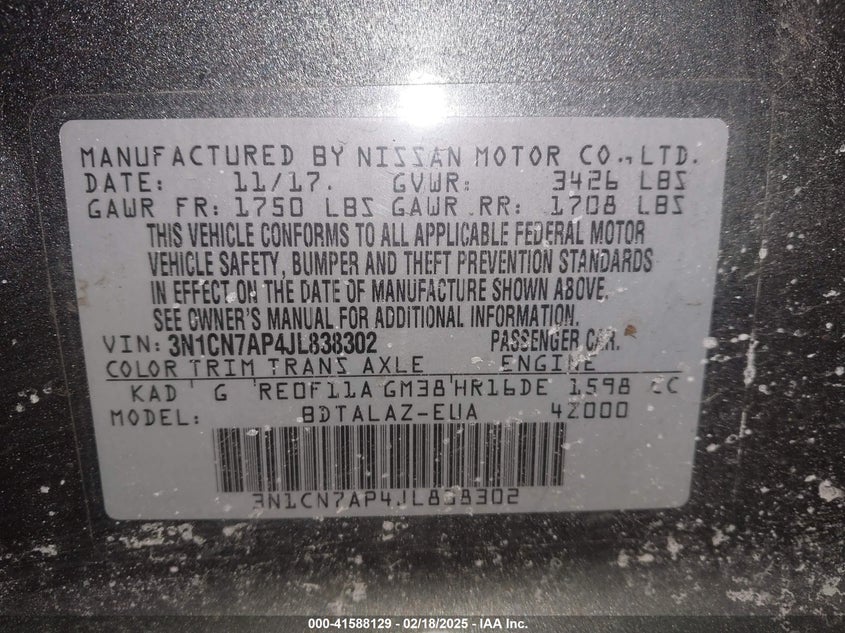 MANUFACTURED BY NISSAN MOTOR CO., LTD.
DATE: 11/17. GVWR: 3426 LBS
GAWR FR: 1750 LBS GAWR RR: 1708 LBS
THIS VEHICLE CONFORMS TO ALL APPLICABLE FEDERAL MOTOR
VEHICLE SAFETY, BUMPER AND THEFT PREVENTION STANDARDS
IN EFFECT ON THE DATE OF MANUFACTURE SHOWN ABOVE.
SEE OWNER'S MANUAL FOR ADDITIONAL INFORMATION.
VIN: 3N1CN7AP4JL838302 PASSENGER CAR.
COLOR TRIM TRANS AXLE ENGINE
KAD G RE0F11A GM38 HR16DE 1598 CC
MODEL: BDTALAZ-EUA 42000
3N1CN7AP4JL838302
000-41588129 - 02/18/2025 - IAA Inc.